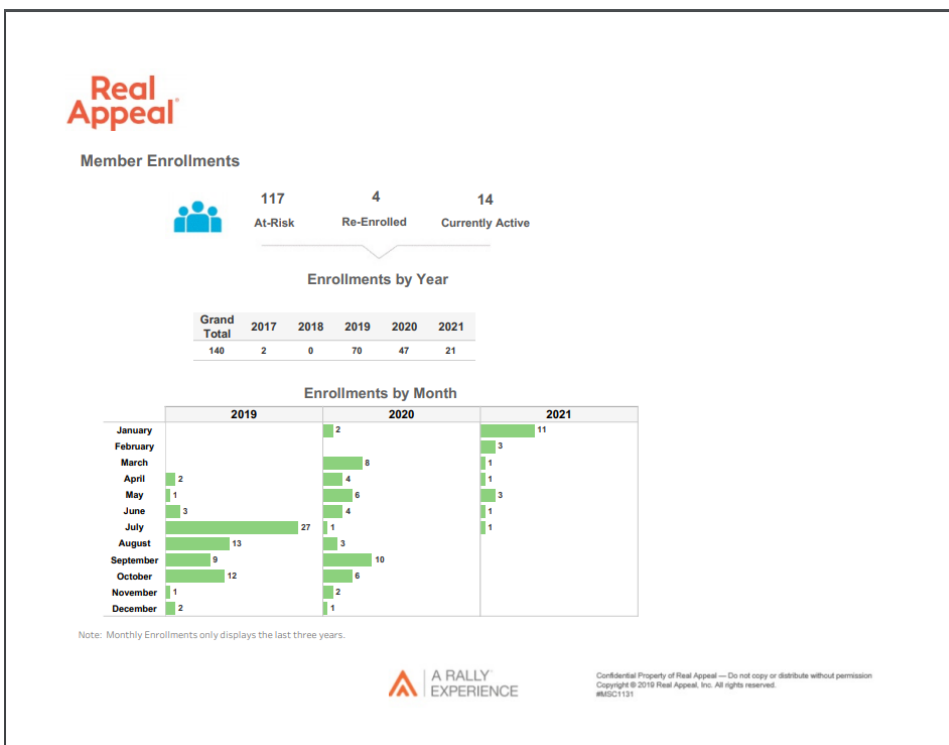 Real
Appeal
Member Enrollments
117 4 14
At-Risk Re-Enrolled Currently Active
Enrollments by Year
Grand Total 2017 2018 2019 2020 2021
140 2 0 70 47 21
Enrollments by Month
2019 2020 2021
January 2 11
February 3
March 8 1
April 2 4 1
May 1 6 3
June 3 4 1
July 27 1 1
August 13 3
September 9 10
October 12 6
November 1 2
December 2 1
Note: Monthly Enrollments only displays the last three years.
A RALLY
EXPERIENCE
Confidential Property of Real Appeal — Do not copy or distribute without permission
Copyright © 2019 Real Appeal, Inc. All rights reserved.
#MSC1131